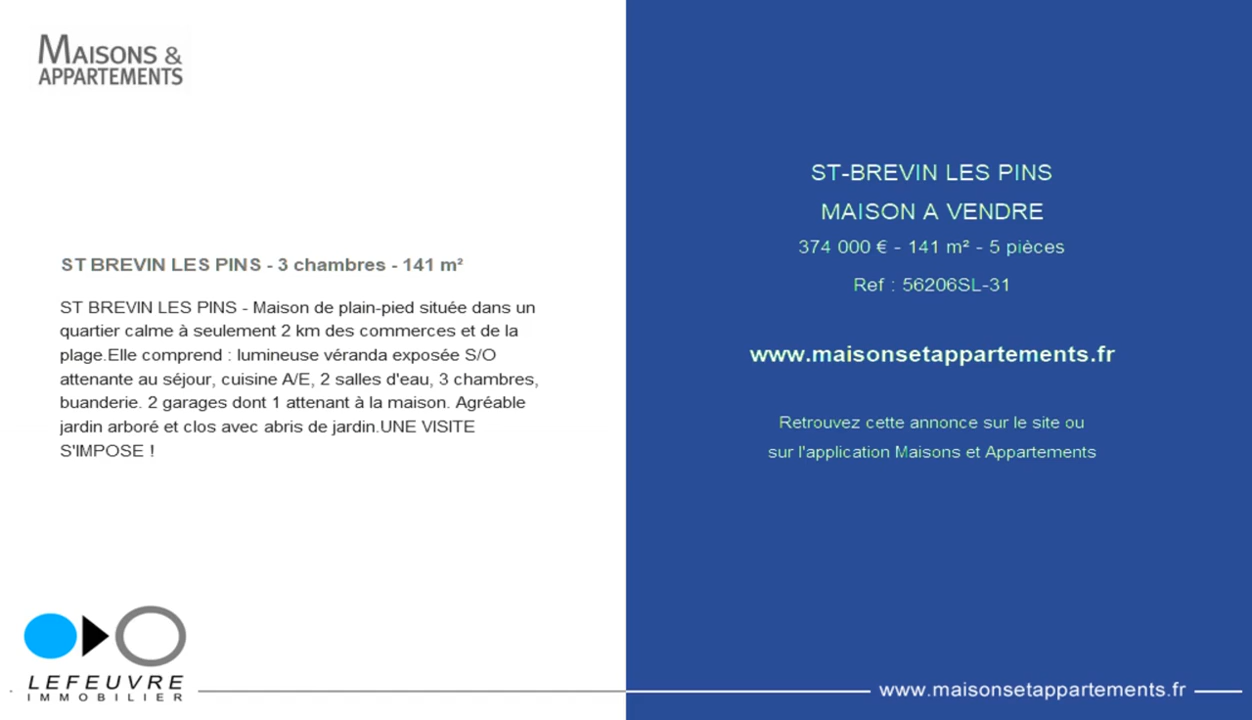 MAISONS &
APPARTEMENTS
ST BREVIN LES PINS - 3 chambres - 141 m²
ST BREVIN LES PINS - Maison de plain-pied située dans un
quartier calme à seulement 2 km des commerces et de la
plage.Elle comprend : lumineuse véranda exposée S/O
attenante au séjour, cuisine A/E, 2 salles d'eau, 3 chambres,
buanderie. 2 garages dont 1 attenant à la maison. Agréable
jardin arboré et clos avec abris de jardin.UNE VISITE
S'IMPOSE !
LEFEUVRE
IMMOBILIER
ST-BREVIN LES PINS
MAISON A VENDRE
374 000 € - 141 m² - 5 pièces
Ref : 56206SL-31
www.maisonsetappartements.fr
Retrouvez cette annonce sur le site ou
sur l'application Maisons et Appartements
www.maisonsetappartements.fr